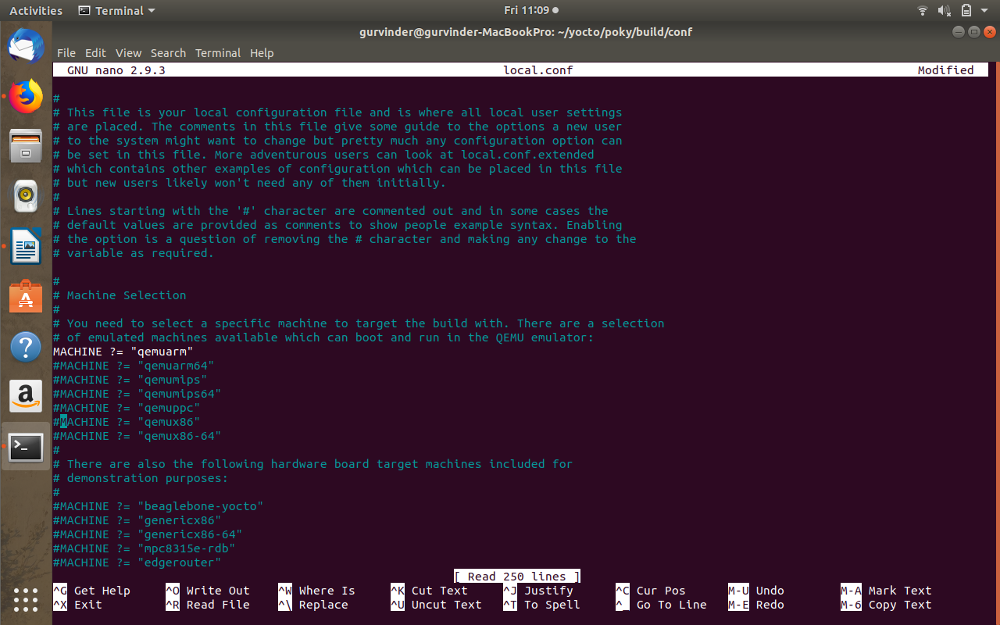 Activities Terminal Fri 11:09
gurvinder@gurvinder-MacBookPro: ~/yocto/poky/build/conf
File Edit View Search Terminal Help
GNU nano 2.9.3 local.conf Modified
#
# This file is your local configuration file and is where all local user settings
# are placed. The comments in this file give some guide to the options a new user
# to the system might want to change but pretty much any configuration option can
# be set in this file. More adventurous users can look at local.conf.extended
# which contains other examples of configuration which can be placed in this file
# but new users likely won't need any of them initially.
#
# Lines starting with the '#' character are commented out and in some cases the
# default values are provided as comments to show people example syntax. Enabling
# the option is a question of removing the # character and making any change to the
# variable as required.
#
# Machine Selection
#
# You need to select a specific machine to target the build with. There are a selection
# of emulated machines available which can boot and run in the QEMU emulator:
MACHINE ?= "qemuarm"
#MACHINE ?= "qemuarm64"
#MACHINE ?= "qemumips"
#MACHINE ?= "qemumips64"
#MACHINE ?= "qemuppc"
#MACHINE ?= "qemux86"
#MACHINE ?= "qemux86-64"
#
# There are also the following hardware board target machines included for
# demonstration purposes:
#
#MACHINE ?= "beaglebone-yocto"
#MACHINE ?= "genericx86"
#MACHINE ?= "genericx86-64"
#MACHINE ?= "mpc8315e-rdb"
#MACHINE ?= "edgerouter"
[ Read 250 lines ]
^G Get Help ^O Write Out ^W Where Is ^K Cut Text ^J Justify ^C Cur Pos M-U Undo M-A Mark Text
^X Exit ^R Read File ^\ Replace ^U Uncut Text ^T To Spell ^_ Go To Line M-E Redo M-6 Copy Text